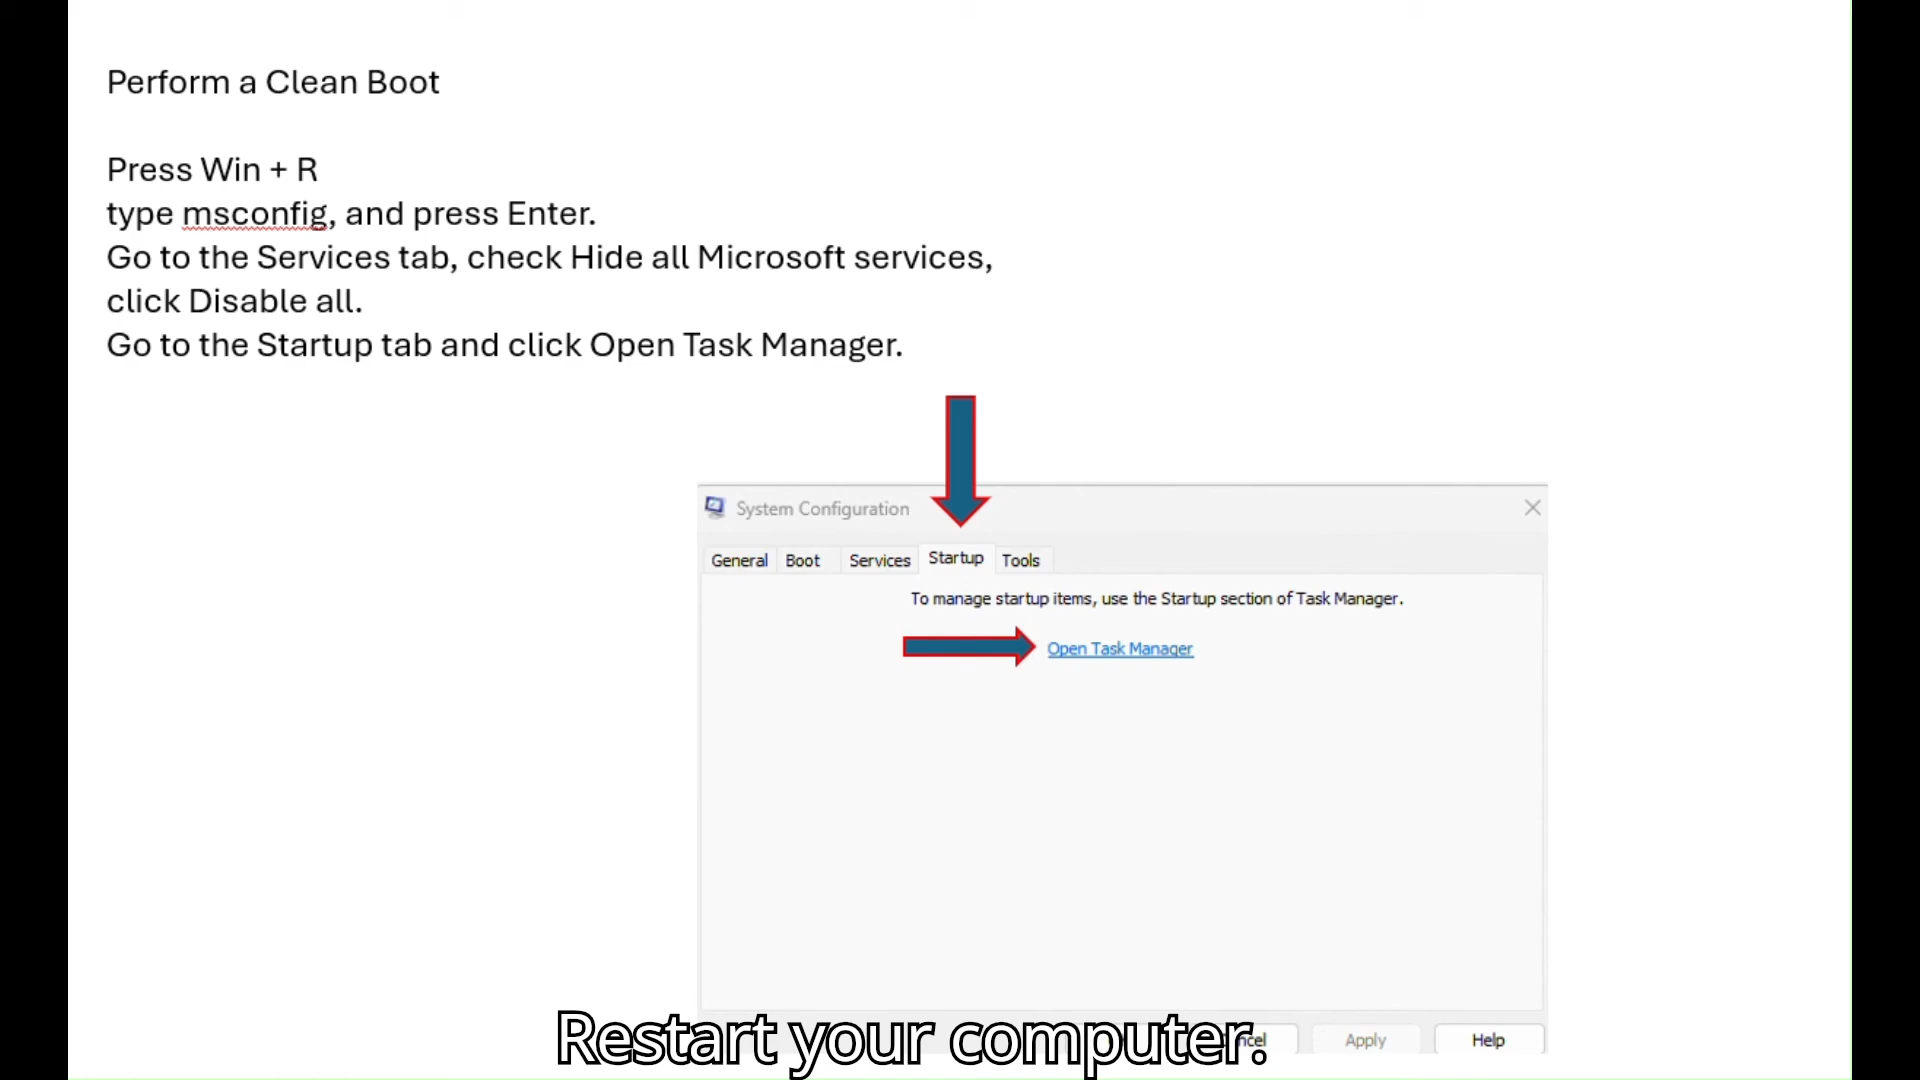 Perform a Clean Boot
Press Win + R
type msconfig, and press Enter.
Go to the Services tab, check Hide all Microsoft services,
click Disable all.
Go to the Startup tab and click Open Task Manager.
System Configuration
General Boot Services Startup Tools
To manage startup items, use the Startup section of Task Manager.
Open Task Manager
Apply Help
Restart your computer.